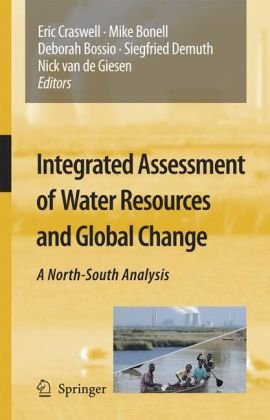 Eric Craswell · Mike Bonell
Deborah Bossio · Siegfried Demuth
Nick van de Giesen
Editors
Integrated Assessment
of Water Resources
and Global Change
A North-South Analysis
Springer